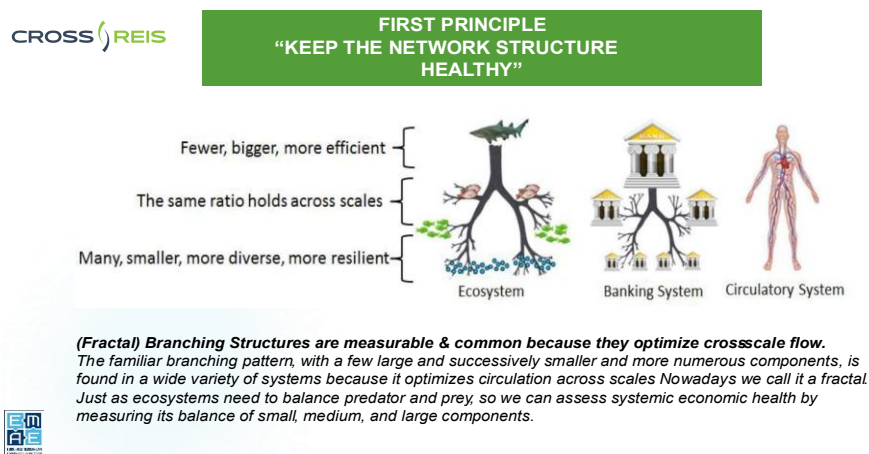 CROSS REIS
FIRST PRINCIPLE
“KEEP THE NETWORK STRUCTURE
HEALTHY”
Fewer, bigger, more efficient
The same ratio holds across scales
Many, smaller, more diverse, more resilient
BANK
Ecosystem
Banking System
Circulatory System
(Fractal) Branching Structures are measurable & common because they optimize crossscale flow.
The familiar branching pattern, with a few large and successively smaller and more numerous components, is
found in a wide variety of systems because it optimizes circulation across scales Nowadays we call it a fractal.
Just as ecosystems need to balance predator and prey, so we can assess systemic economic health by
measuring its balance of small, medium, and large components.
EMAE